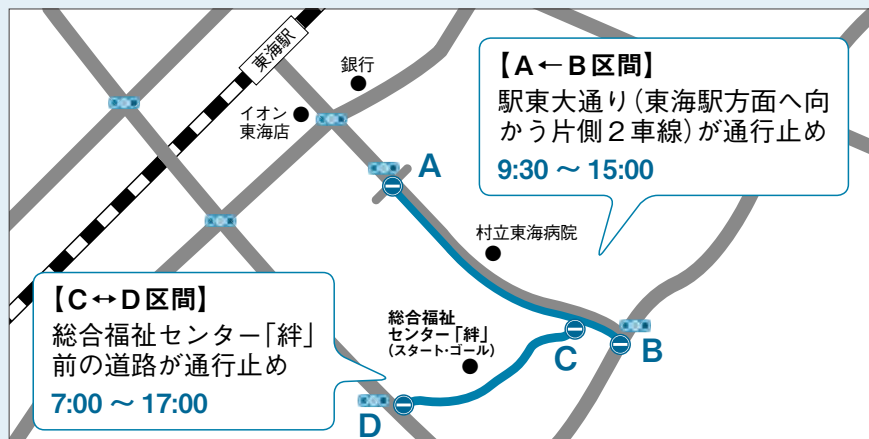 東海駅
銀行
イオン
東海店
A
【A←B区間】
駅東大通り(東海駅方面へ向
かう片側2車線)が通行止め
9:30 ~ 15:00
村立東海病院
【C↔D区間】
総合福祉センター「絆」
前の道路が通行止め
7:00 ~ 17:00
総合福祉
センター「絆」
(スタート・ゴール)
C
B
D